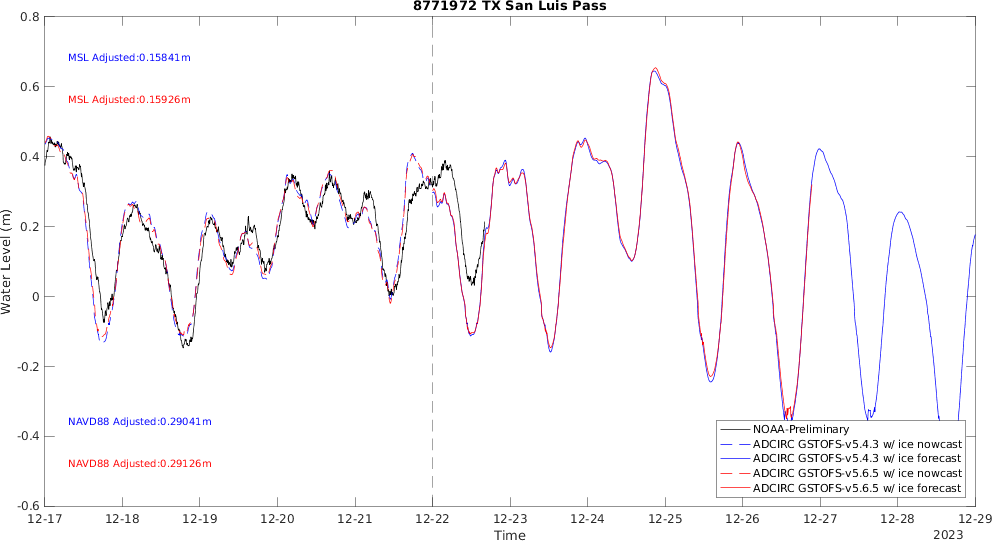 8771972 TX San Luis Pass
0.8
0.6
0.4
0.2
0
-0.2
-0.4
-0.6
Water Level (m)
MSL Adjusted:0.15841m
MSL Adjusted:0.15926m
NAVD88 Adjusted:0.29041m
NAVD88 Adjusted:0.29126m
NOAA-Preliminary
ADCIRC GSTOFS-v5.4.3 w/ ice nowcast
ADCIRC GSTOFS-v5.4.3 w/ ice forecast
ADCIRC GSTOFS-v5.6.5 w/ ice nowcast
ADCIRC GSTOFS-v5.6.5 w/ ice forecast
12-17 12-18 12-19 12-20 12-21 12-22 12-23 12-24 12-25 12-26 12-27 12-28 12-29
Time
2023